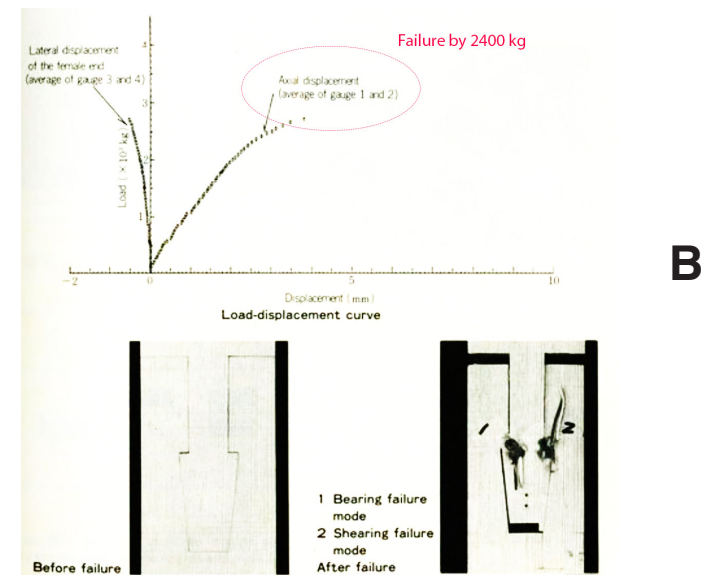 Failure by 2400 kg
Lateral displacement
of the female end
(average of gauge 3 and 4)
Axial displacement
(average of gauge 1 and 2)
4
3
2
1
Load ( × 10³ kg)
-2
0
5
10
Displacement ( mm )
Load-displacement curve
B
1
2
1 Bearing failure
mode
2 Shearing failure
mode
Before failure
After failure